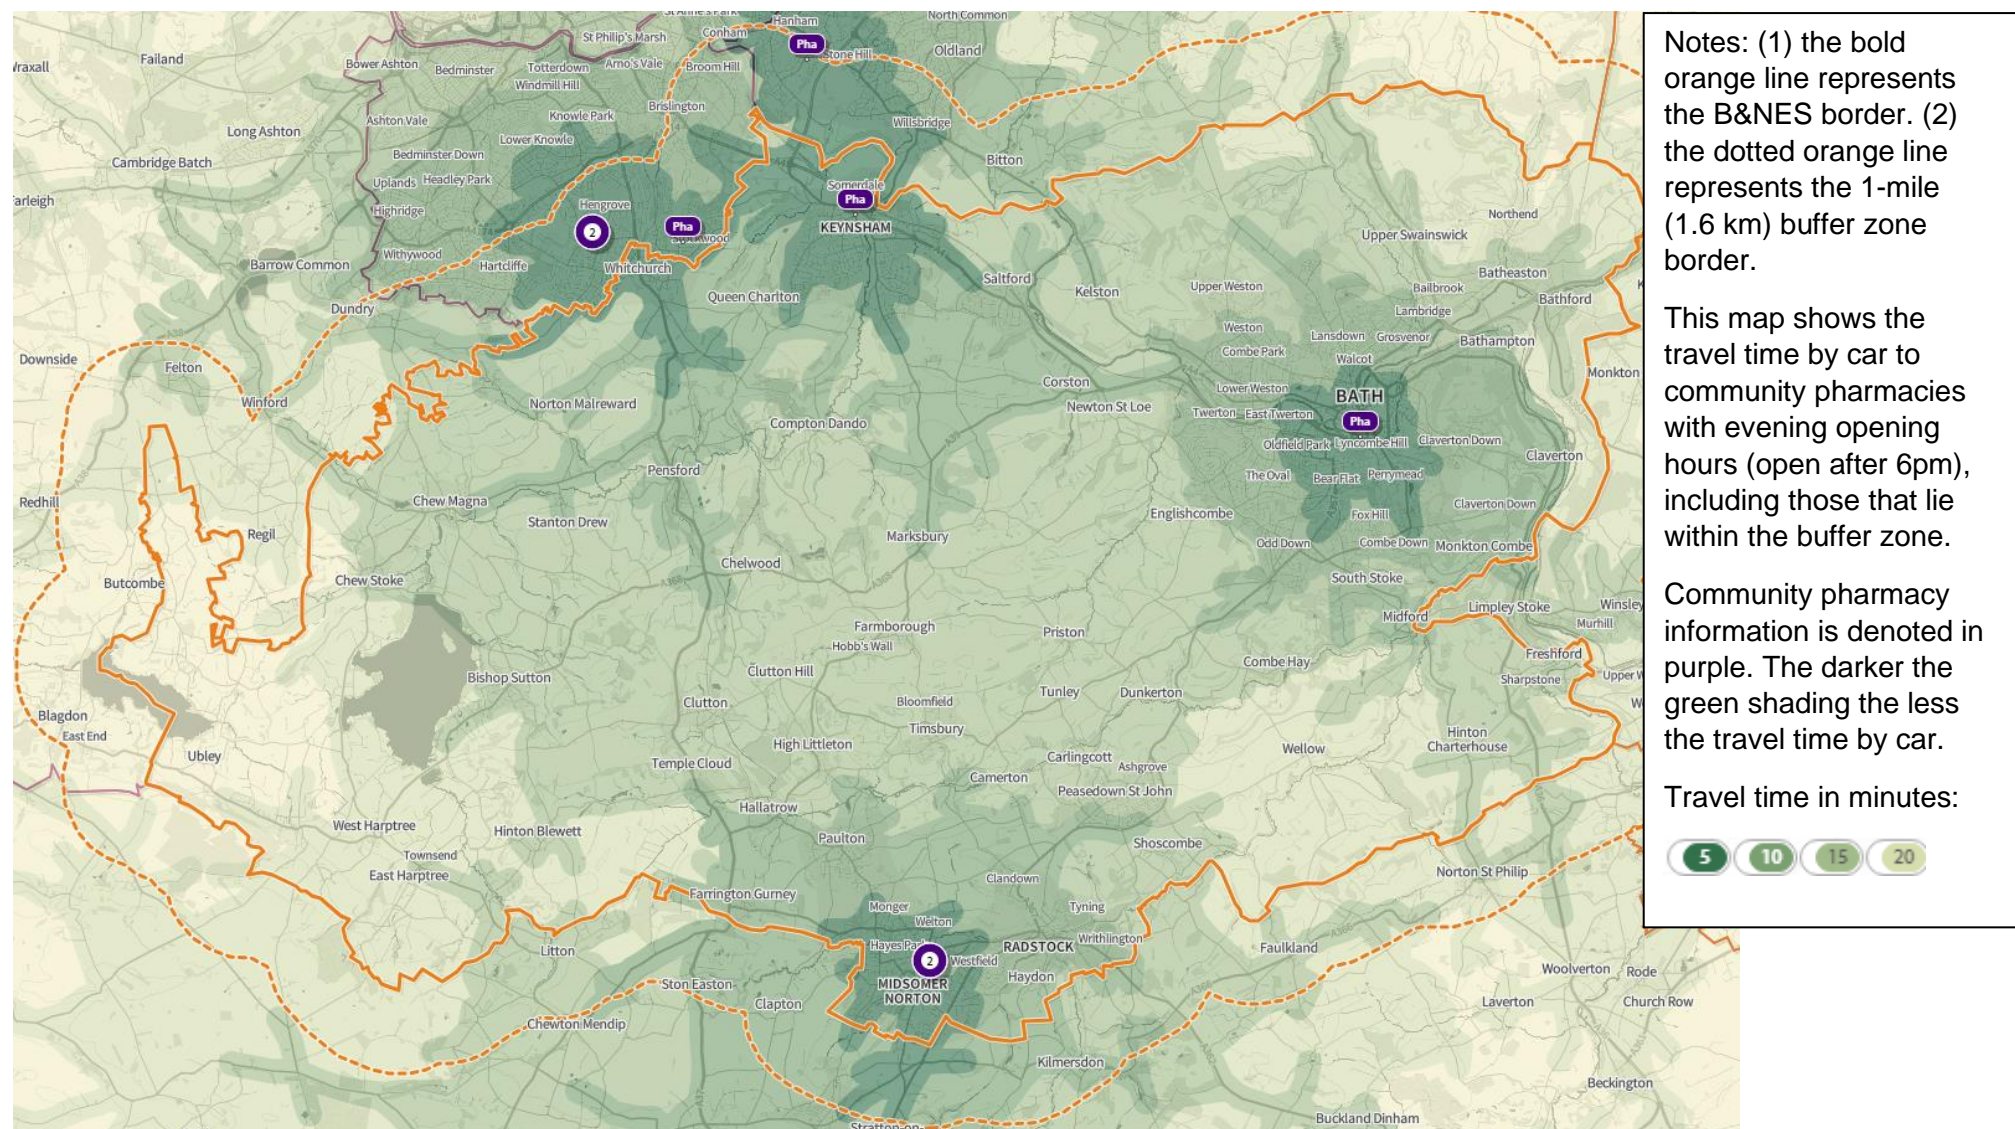 Hanham
North Common
St Philip's Marsh
Conham
Pha
Failand
Oldland
Bower Ashton
Bedminster
Totterdown
Arno's Vale
Broom Hill
Windmill Hill
Brislington
Knowle Park
Ashton Vale
Willsbridge
Long Ashton
Lower Knowle
Bedminster Down
Cambridge Batch
Bitton
Uplands
Headley Park
Somerdale
Pha
Highridge
Hengrove
Northend
2
Pha
KEYNSHAM
Upper Swainswick
Withywood
Hartcliffe
Whitchurch
Barrow Common
Saltford
Batheaston
Queen Charlton
Kelston
Upper Weston
Bailbrook
Bathford
Dundry
Lambridge
Weston
Lansdown
Grosvenor
Bathampton
Downside
Felton
Combe Park
Walcot
Monkton
Corston
Lower Weston
BATH
Winford
Norton Malreward
Newton St Loe
Twerton
East Twerton
Pha
Compton Dando
Oldfield Park
Lyncombe Hill
Claverton Down
Claverton
Pensford
The Oval
Bear Flat
Perrymead
Redhill
Chew Magna
Claverton Down
Stanton Drew
Englishcombe
Fox Hill
Regil
Marksbury
Odd Down
Combe Down
Monkton Combe
Chelwood
Butcombe
Chew Stoke
South Stoke
Limpley Stoke
Winsley
Midford
Murhill
Farmborough
Priston
Hobb's Wall
Freshford
Combe Hay
Clutton Hill
Bishop Sutton
Sharpstone
Tunley
Dunkerton
Clutton
Bloomfield
Blagdon
Timsbury
East End
Hinton
Charterhouse
High Littleton
Wellow
Ubley
Carlingcott
Temple Cloud
Ashgrove
Camerton
Peasedown St John
Hallatrow
West Harptree
Hinton Blewett
Paulton
Shoscombe
Townsend
East Harptree
Norton St Philip
Clandown
Farrington Gurney
Monger
Tyning
Welton
Hayes Park
RADSTOCK
Writhlington
Litton
2
Westfield
Faulkland
Haydon
Woolverton
Rode
Ston Easton
MIDSOMER
NORTON
Clapton
Laverton
Church Row
Chewton Mendip
Kilmersdon
Beckington
Buckland Dinham
Notes: (1) the bold
orange line represents
the B&NES border. (2)
the dotted orange line
represents the 1-mile
(1.6 km) buffer zone
border.
This map shows the
travel time by car to
community pharmacies
with evening opening
hours (open after 6pm),
including those that lie
within the buffer zone.
Community pharmacy
information is denoted in
purple. The darker the
green shading the less
the travel time by car.
Travel time in minutes:
5 10 15 20